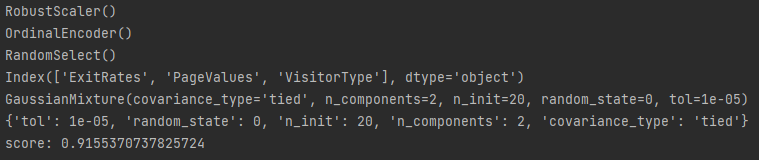 RobustScaler()
OrdinalEncoder()
RandomSelect()
Index(['ExitRates', 'PageValues', 'VisitorType'], dtype='object')
GaussianMixture(covariance_type='tied', n_components=2, n_init=20, random_state=0, tol=1e-05)
{'tol': 1e-05, 'random_state': 0, 'n_init': 20, 'n_components': 2, 'covariance_type': 'tied'}
score: 0.9155370737825724